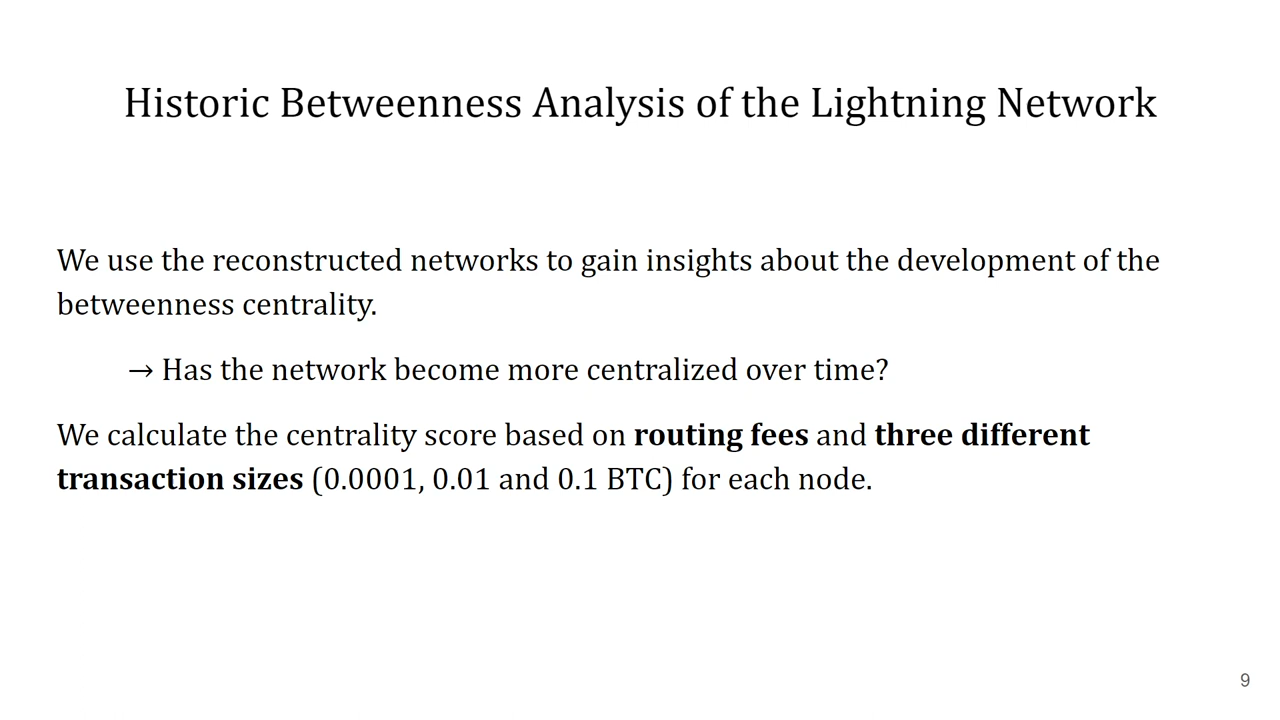 Historic Betweenness Analysis of the Lightning Network
We use the reconstructed networks to gain insights about the development of the
betweenness centrality.
→ Has the network become more centralized over time?
We calculate the centrality score based on routing fees and three different
transaction sizes (0.0001, 0.01 and 0.1 BTC) for each node.
9